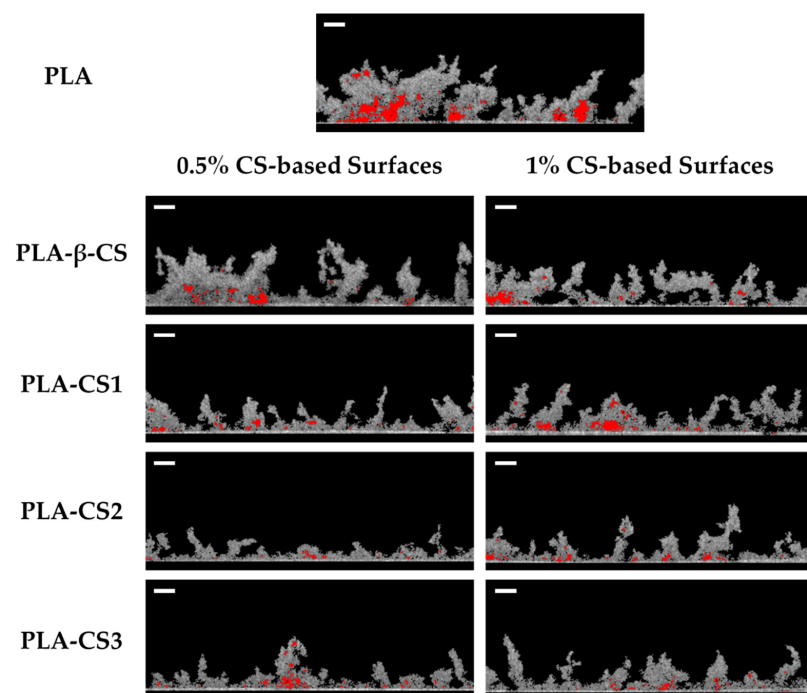 PLA
0.5% CS-based Surfaces
1% CS-based Surfaces
PLA-β-CS
PLA-CS1
PLA-CS2
PLA-CS3